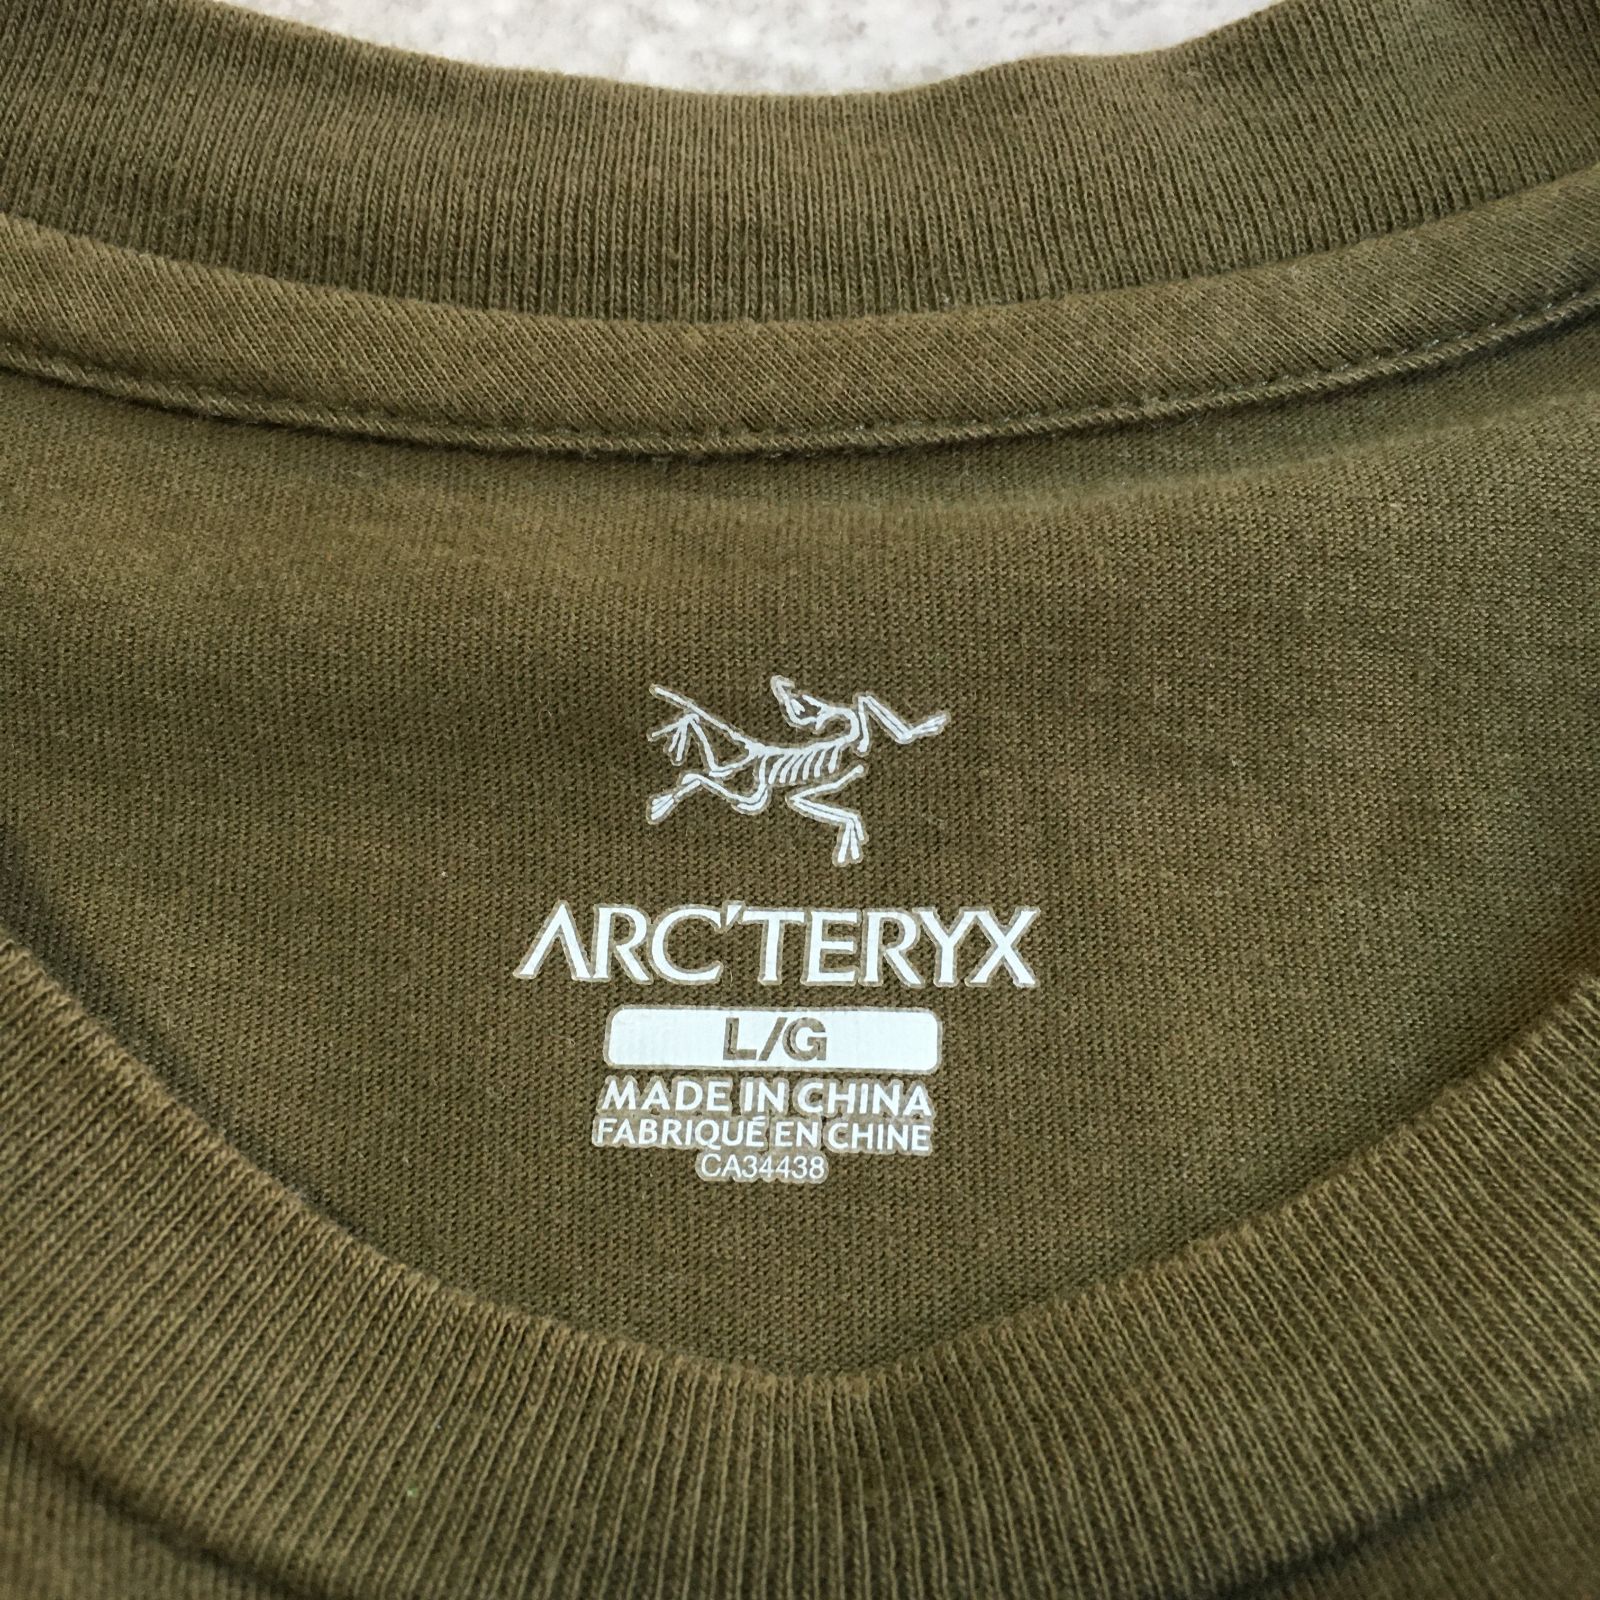 ARC'TERYX
L/G
MADE IN CHINA
FABRIQUÉ EN CHINE
CA34438